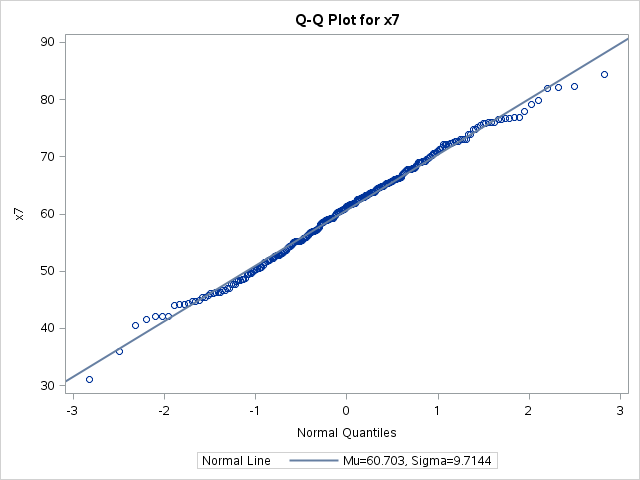 Q-Q Plot for x7
90
80
70
60
50
40
30
x7
-3 -2 -1 0 1 2 3
Normal Quantiles
Normal Line Mu=60.703, Sigma=9.7144